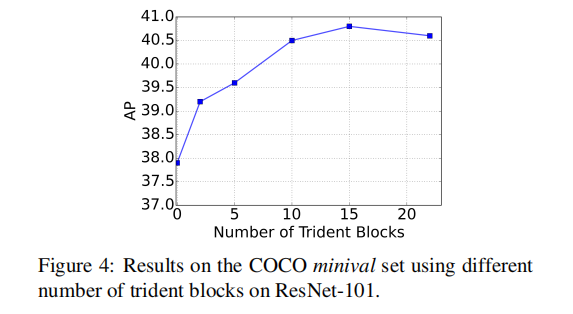 41.0
40.5
40.0
39.5
39.0
38.5
38.0
37.5
37.0
AP
0 5 10 15 20
Number of Trident Blocks
Figure 4: Results on the COCO minival set using different
number of trident blocks on ResNet-101.